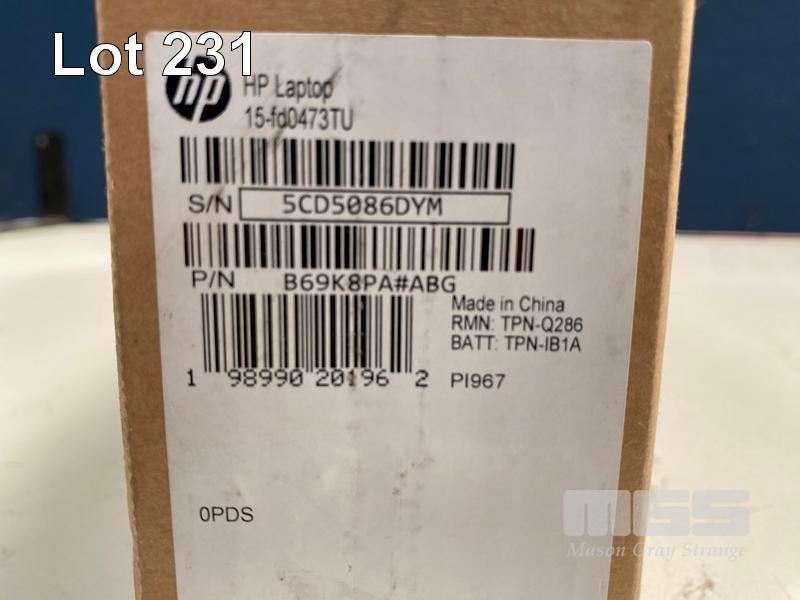 Lot 231
hp
HP Laptop
15-fd0473TU
S/N 5CD5086DYM
P/N B69K8PA#ABG
Made in China
RMN: TPN-Q286
BATT: TPN-IB1A
1 98990 20196 2 PI967
0PDS
MGS
Mason Gray Strange